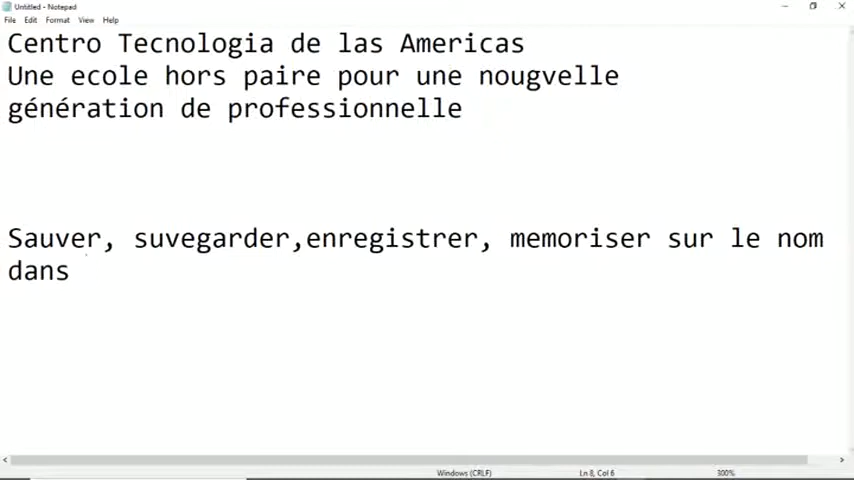 Untitled - Notepad
File Edit Format View Help
Centro Tecnologia de las Americas
Une ecole hors paire pour une nougvelle
génération de professionnelle
Sauver, suvegarder,enregistrer, memoriser sur le nom
dans
Windows (CRLF) Ln 8, Col 6 300%